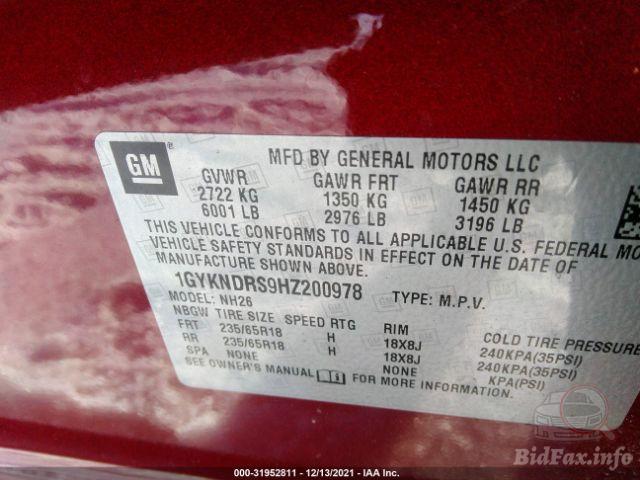 GM
MFD BY GENERAL MOTORS LLC
GVWR GAWR FRT GAWR RR
2722 KG 1350 KG 1450 KG
6001 LB 2976 LB 3196 LB
THIS VEHICLE CONFORMS TO ALL APPLICABLE U.S. FEDERAL MO
VEHICLE SAFETY STANDARDS IN EFFECT ON THE DATE OF
MANUFACTURE SHOWN ABOVE.
1GYKNDRS9HZ200978 TYPE: M.P.V.
MODEL: NH26
NBGW TIRE SIZE SPEED RTG RIM COLD TIRE PRESSURE
FRT 235/65R18 H 18X8J 240KPA(35PSI)
RR 235/65R18 H 18X8J 240KPA(35PSI)
SPA NONE NONE KPA(PSI)
SEE OWNER'S MANUAL FOR MORE INFORMATION.
BidFax.info
000-31952811 - 12/13/2021 - IAA Inc.